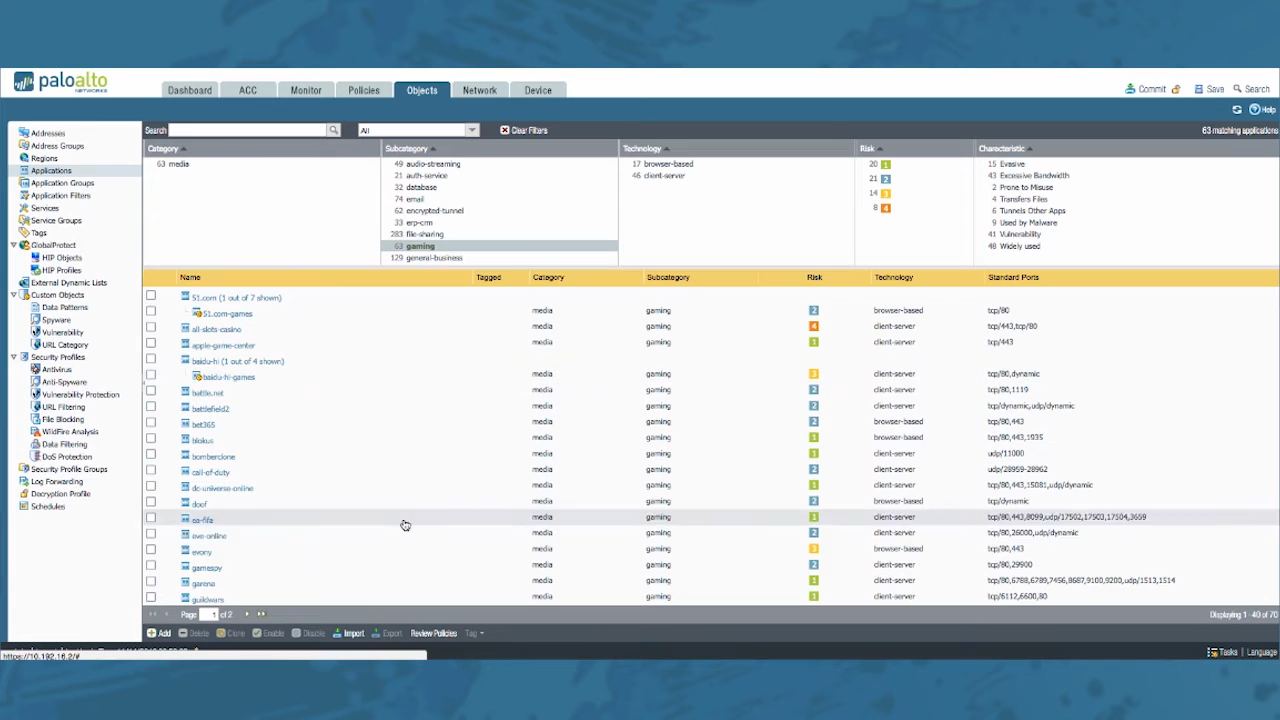 paloalto
NETWORKS
Dashboard ACC Monitor Policies Objects Network Device
Commit Save Search
Help
Search All Clear Filters 63 matching applications
Category Subcategory Technology Risk Characteristic
63 media 49 audio-streaming 17 browser-based 20 1 15 Evasive
21 auth-service 46 client-server 21 2 43 Excessive Bandwidth
32 database 14 3 2 Prone to Misuse
74 email 8 4 4 Transfers Files
62 encrypted-tunnel 6 Tunnels Other Apps
33 erp-crm 9 Used by Malware
283 file-sharing 41 Vulnerability
63 gaming 48 Widely used
129 general-business
Addresses
Address Groups
Regions
Applications
Application Groups
Application Filters
Services
Service Groups
Tags
GlobalProtect
HIP Objects
HIP Profiles
External Dynamic Lists
Custom Objects
Data Patterns
Spyware
Vulnerability
URL Category
Security Profiles
Antivirus
Anti-Spyware
Vulnerability Protection
URL Filtering
File Blocking
WildFire Analysis
Data Filtering
DoS Protection
Security Profile Groups
Log Forwarding
Decryption Profile
Schedules
Name Tagged Category Subcategory Risk Technology Standard Ports
51.com (1 out of 7 shown)
51.com-games media gaming 2 browser-based tcp/80
all-slots-casino media gaming 4 client-server tcp/443,tcp/80
apple-game-center media gaming 1 client-server tcp/443
baidu-hi (1 out of 4 shown)
baidu-hi-games media gaming 3 client-server tcp/80,dynamic
battle.net media gaming 2 client-server tcp/80,1119
battlefield2 media gaming 2 client-server tcp/dynamic,udp/dynamic
bet365 media gaming 2 browser-based tcp/80,443
blokus media gaming 1 browser-based tcp/80,443,1935
bomberclone media gaming 1 client-server udp/11000
call-of-duty media gaming 2 client-server udp/28959-28962
dc-universe-online media gaming 1 client-server tcp/80,443,15081,udp/dynamic
doof media gaming 2 browser-based tcp/dynamic
ea-fifa media gaming 1 client-server tcp/80,443,8099,udp/17502,17503,17504,3659
eve-online media gaming 2 client-server tcp/80,26000,udp/dynamic
evony media gaming 3 browser-based tcp/80,443
gamespy media gaming 2 client-server tcp/80,29900
garena media gaming 1 client-server tcp/80,6788,6789,7456,8687,9100,9200,udp/1513,1514
guildwars media gaming 1 client-server tcp/6112,6600,80
Page 1 of 2 Displaying 1 - 40 of 70
Add Delete Clone Enable Disable Import Export Review Policies Tag
https://10.192.16.2/#
Tasks | Language